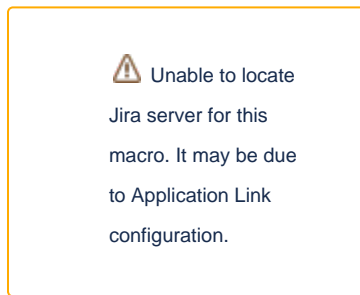 Unable to locate
Jira server for this
macro. It may be due
to Application Link
configuration.